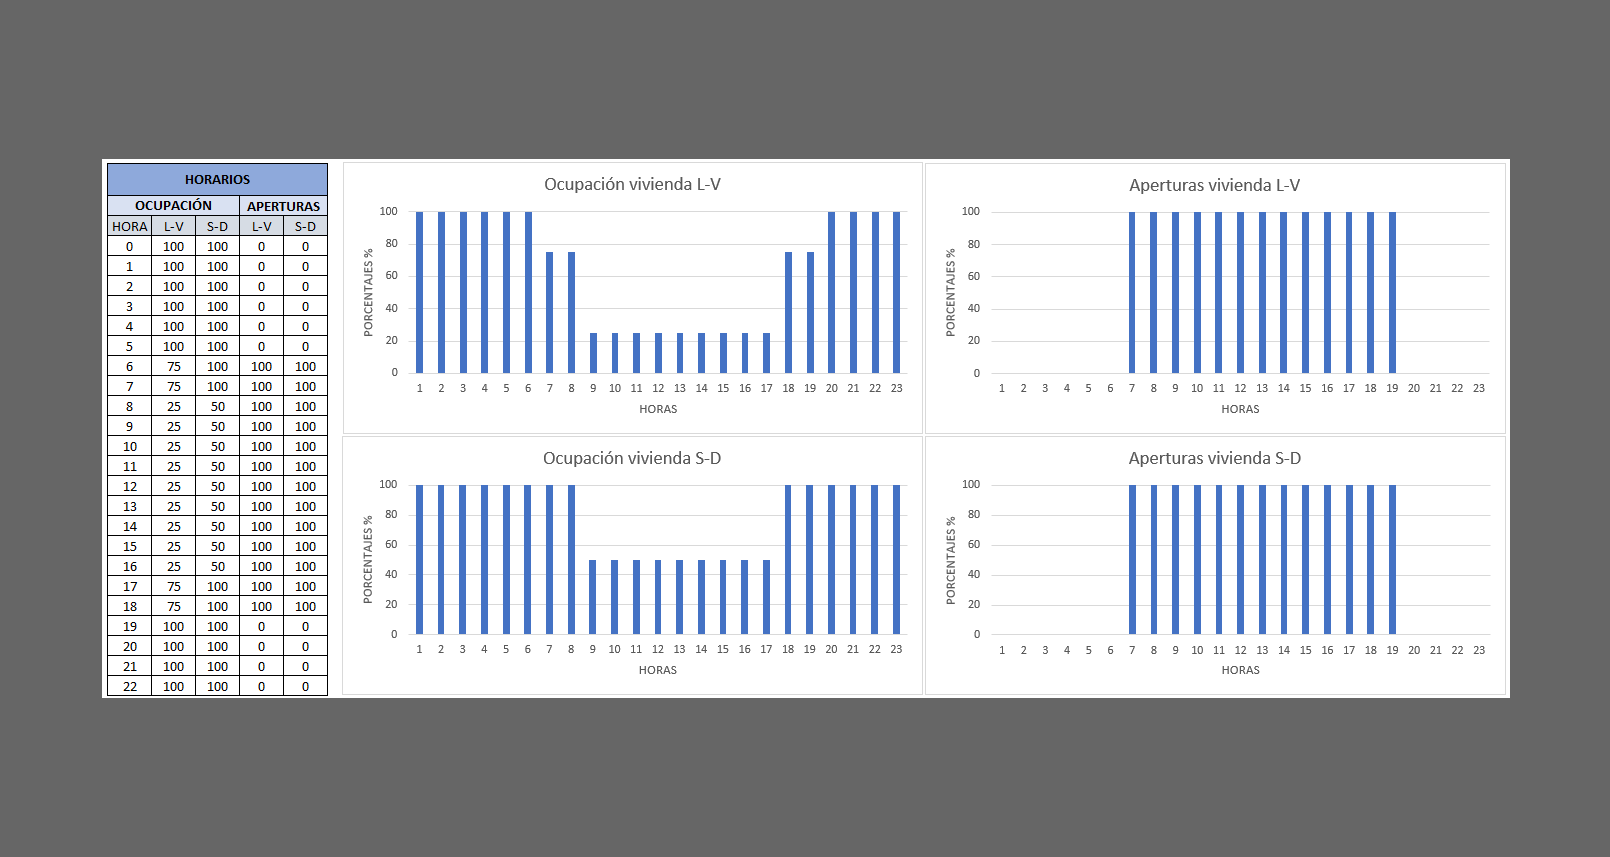 HORARIOS
OCUPACIÓN APERTURAS
HORA L-V S-D L-V S-D
0 100 100 0 0
1 100 100 0 0
2 100 100 0 0
3 100 100 0 0
4 100 100 0 0
5 100 100 0 0
6 75 100 100 100
7 75 100 100 100
8 25 50 100 100
9 25 50 100 100
10 25 50 100 100
11 25 50 100 100
12 25 50 100 100
13 25 50 100 100
14 25 50 100 100
15 25 50 100 100
16 25 50 100 100
17 75 100 100 100
18 75 100 100 100
19 100 100 0 0
20 100 100 0 0
21 100 100 0 0
22 100 100 0 0
Ocupación vivienda L-V
PORCENTAJES %
100
80
60
40
20
0
1 2 3 4 5 6 7 8 9 10 11 12 13 14 15 16 17 18 19 20 21 22 23
HORAS
Aperturas vivienda L-V
PORCENTAJES %
100
80
60
40
20
0
1 2 3 4 5 6 7 8 9 10 11 12 13 14 15 16 17 18 19 20 21 22 23
HORAS
Ocupación vivienda S-D
PORCENTAJES %
100
80
60
40
20
0
1 2 3 4 5 6 7 8 9 10 11 12 13 14 15 16 17 18 19 20 21 22 23
HORAS
Aperturas vivienda S-D
PORCENTAJES %
100
80
60
40
20
0
1 2 3 4 5 6 7 8 9 10 11 12 13 14 15 16 17 18 19 20 21 22 23
HORAS